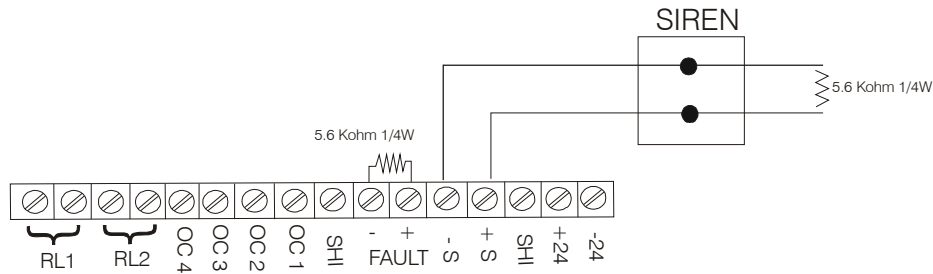 SIREN
5.6 Kohm 1/4W
5.6 Kohm 1/4W
RL1
RL2
OC 4
OC 3
OC 2
OC 1
SHI
- +
FAULT
- S
+ S
SHI
+24
-24